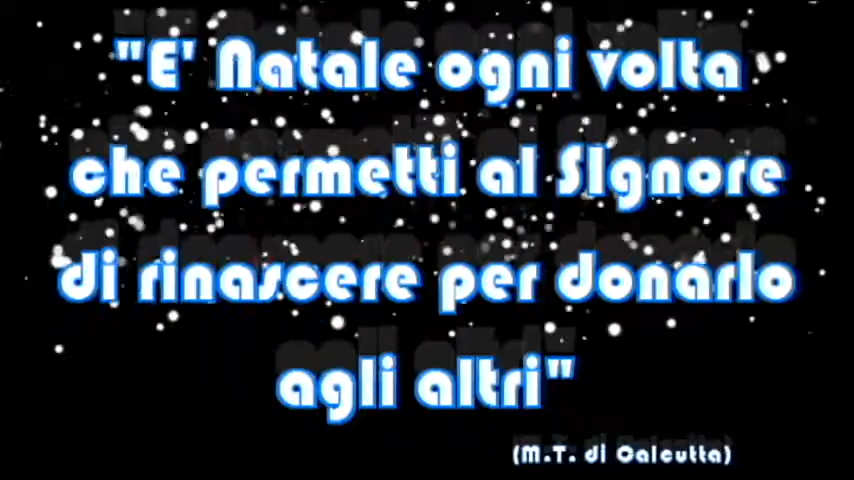 "E' Natale ogni volta
che permetti al SIgnore
di rinascere per donarlo
agli altri"
(M.T. di Calcutta)